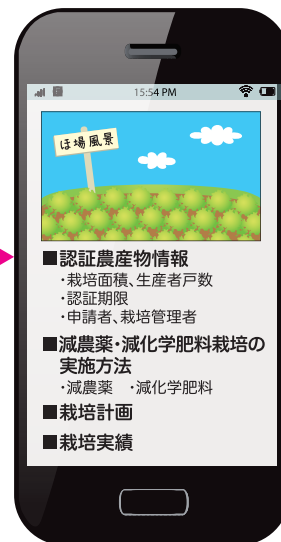 15:54 PM
ほ場風景
■認証農産物情報
・栽培面積、生産者戸数
・認証期限
・申請者、栽培管理者
■減農薬・減化学肥料栽培の
実施方法
・減農薬 ・減化学肥料
■栽培計画
■栽培実績